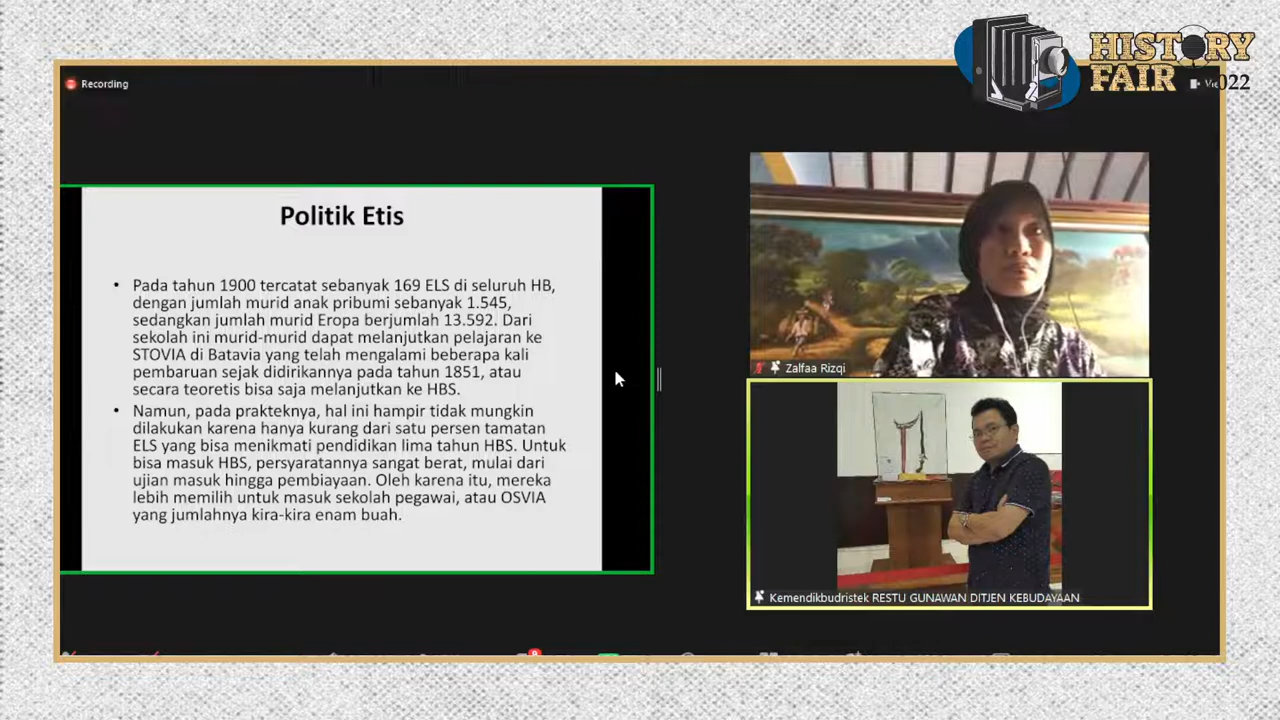 HISTORY
FAIR 2022
Recording
Politik Etis
• Pada tahun 1900 tercatat sebanyak 169 ELS di seluruh HB,
dengan jumlah murid anak pribumi sebanyak 1.545,
sedangkan jumlah murid Eropa berjumlah 13.592. Dari
sekolah ini murid-murid dapat melanjutkan pelajaran ke
STOVIA di Batavia yang telah mengalami beberapa kali
pembaruan sejak didirikannya pada tahun 1851, atau
secara teoretis bisa saja melanjutkan ke HBS.
• Namun, pada prakteknya, hal ini hampir tidak mungkin
dilakukan karena hanya kurang dari satu persen tamatan
ELS yang bisa menikmati pendidikan lima tahun HBS. Untuk
bisa masuk HBS, persyaratannya sangat berat, mulai dari
ujian masuk hingga pembiayaan. Oleh karena itu, mereka
lebih memilih untuk masuk sekolah pegawai, atau OSVIA
yang jumlahnya kira-kira enam buah.
Zalfaa Rizqi
Kemendikbudristek RESTU GUNAWAN DITJEN KEBUDAYAAN